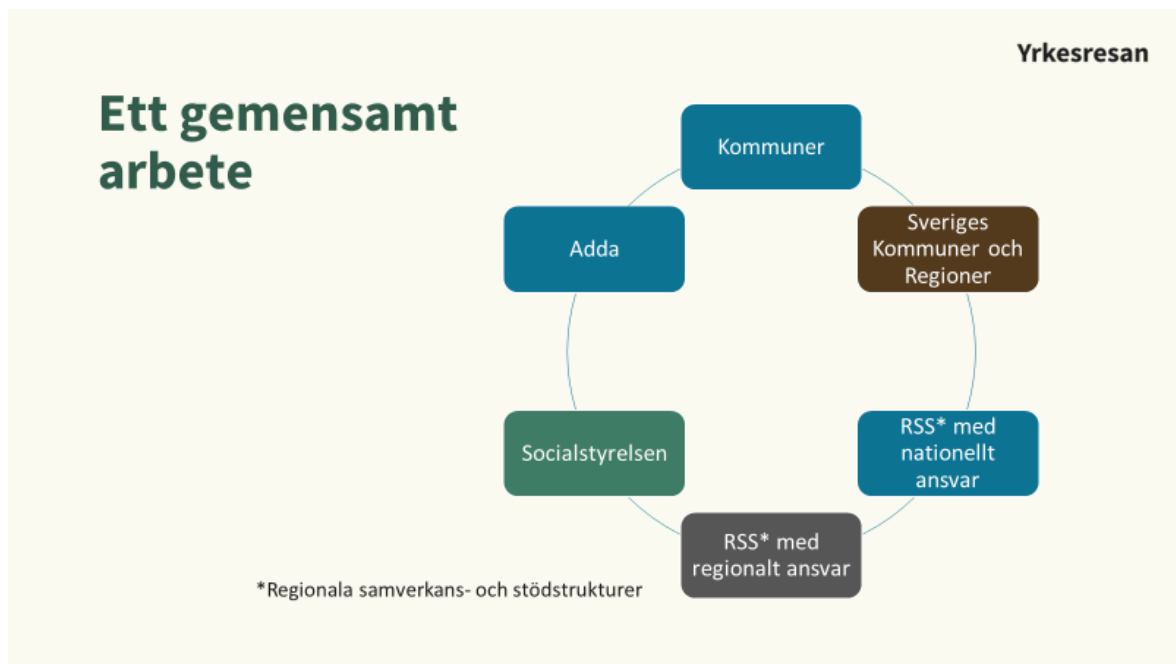 Yrkesresan
Ett gemensamt
arbete
Kommuner
Sveriges
Kommuner och
Regioner
RSS* med
nationellt
ansvar
RSS* med
regionalt ansvar
Socialstyrelsen
Adda
*Regionala samverkans- och stödstrukturer